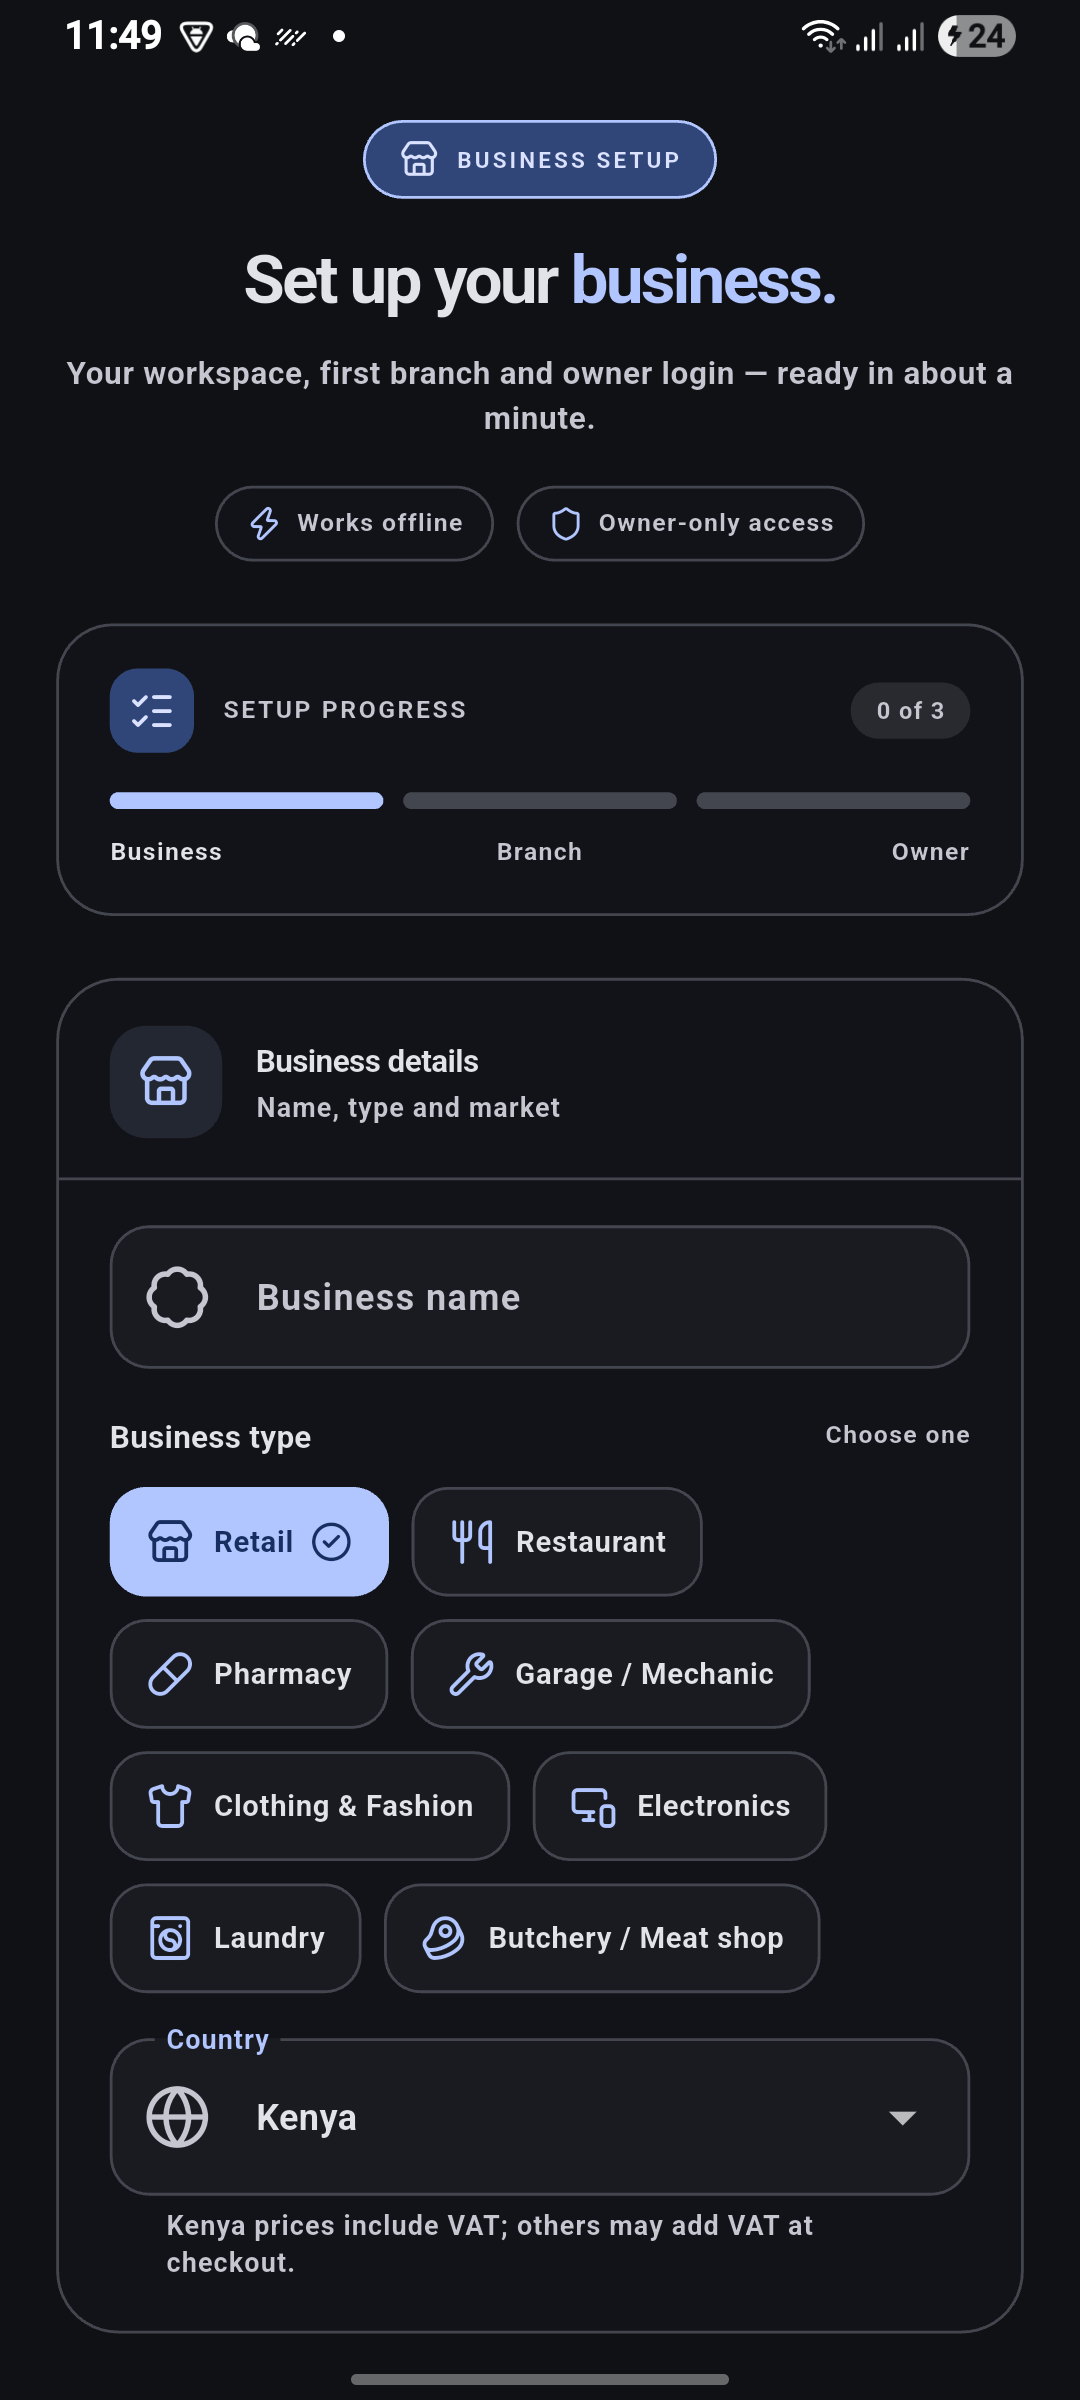 11:49
24
BUSINESS SETUP
Set up your business.
Your workspace, first branch and owner login — ready in about a
minute.
Works offline
Owner-only access
SETUP PROGRESS
0 of 3
Business
Branch
Owner
Business details
Name, type and market
Business name
Business type
Choose one
Retail
Restaurant
Pharmacy
Garage / Mechanic
Clothing & Fashion
Electronics
Laundry
Butchery / Meat shop
Country
Kenya
Kenya prices include VAT; others may add VAT at
checkout.